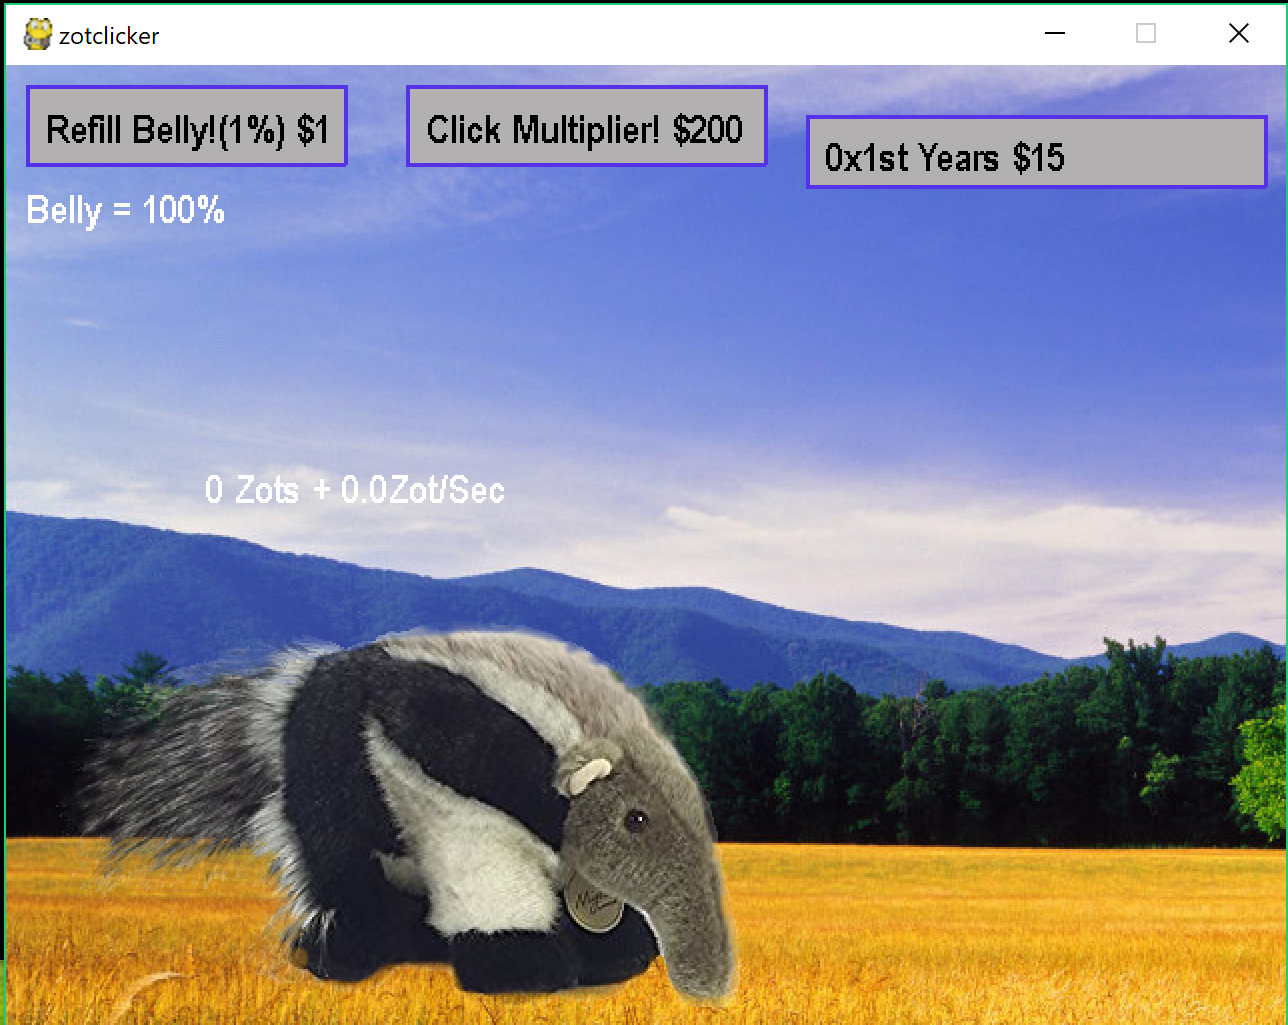 zotclicker
Refill Belly!(1%) $1
Click Multiplier! $200
0x1st Years $15
Belly = 100%
0 Zots + 0.0Zot/Sec